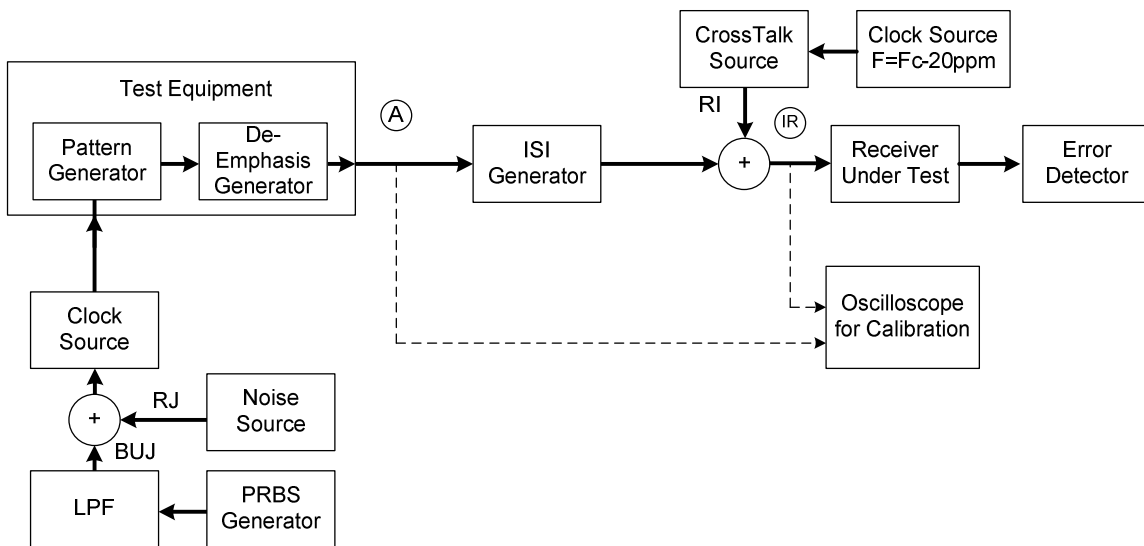 CrossTalk
Source
Clock Source
F=Fc-20ppm
Test Equipment
Pattern
Generator
De-
Emphasis
Generator
A
ISI
Generator
RI
+
IR
Receiver
Under Test
Error
Detector
Clock
Source
Oscilloscope
for Calibration
+
RJ
Noise
Source
BUJ
LPF
PRBS
Generator